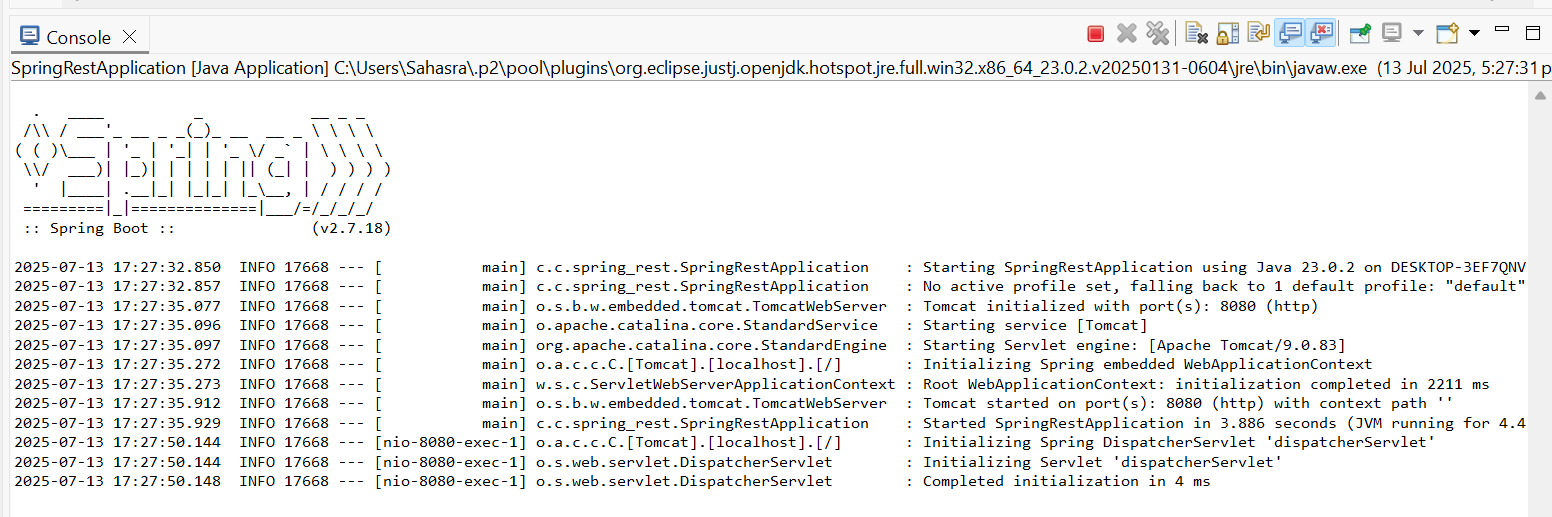 Console
SpringRestApplication [Java Application] C:\Users\Sahasra\.p2\pool\plugins\org.eclipse.justj.openjdk.hotspot.jre.full.win32.x86_64_23.0.2.v20250131-0604\jre\bin\javaw.exe  (13 Jul 2025, 5:27:31 p
  .   ____          _            __ _ _
 /\\ / ___'_ __ _ _(_)_ __  __ _ \ \ \ \
( ( )\___ | '_ | '_| | '_ \/ _` | \ \ \ \
 \\/  ___)| |_)| | | | | || (_| |  ) ) ) )
  '  |____| .__|_| |_|_| |_\__, | / / / /
 =========|_|==============|___/=/_/_/_/
 :: Spring Boot ::               (v2.7.18)
2025-07-13 17:27:32.850  INFO 17668 --- [           main] c.c.spring_rest.SpringRestApplication    : Starting SpringRestApplication using Java 23.0.2 on DESKTOP-3EF7QNV
2025-07-13 17:27:32.857  INFO 17668 --- [           main] c.c.spring_rest.SpringRestApplication    : No active profile set, falling back to 1 default profile: "default"
2025-07-13 17:27:35.077  INFO 17668 --- [           main] o.s.b.w.embedded.tomcat.TomcatWebServer  : Tomcat initialized with port(s): 8080 (http)
2025-07-13 17:27:35.096  INFO 17668 --- [           main] o.apache.catalina.core.StandardService   : Starting service [Tomcat]
2025-07-13 17:27:35.097  INFO 17668 --- [           main] org.apache.catalina.core.StandardEngine  : Starting Servlet engine: [Apache Tomcat/9.0.83]
2025-07-13 17:27:35.272  INFO 17668 --- [           main] o.a.c.c.C.[Tomcat].[localhost].[/]       : Initializing Spring embedded WebApplicationContext
2025-07-13 17:27:35.273  INFO 17668 --- [           main] w.s.c.ServletWebServerApplicationContext : Root WebApplicationContext: initialization completed in 2211 ms
2025-07-13 17:27:35.912  INFO 17668 --- [           main] o.s.b.w.embedded.tomcat.TomcatWebServer  : Tomcat started on port(s): 8080 (http) with context path ''
2025-07-13 17:27:35.929  INFO 17668 --- [           main] c.c.spring_rest.SpringRestApplication    : Started SpringRestApplication in 3.886 seconds (JVM running for 4.4
2025-07-13 17:27:50.144  INFO 17668 --- [nio-8080-exec-1] o.a.c.c.C.[Tomcat].[localhost].[/]       : Initializing Spring DispatcherServlet 'dispatcherServlet'
2025-07-13 17:27:50.144  INFO 17668 --- [nio-8080-exec-1] o.s.web.servlet.DispatcherServlet        : Initializing Servlet 'dispatcherServlet'
2025-07-13 17:27:50.148  INFO 17668 --- [nio-8080-exec-1] o.s.web.servlet.DispatcherServlet        : Completed initialization in 4 ms